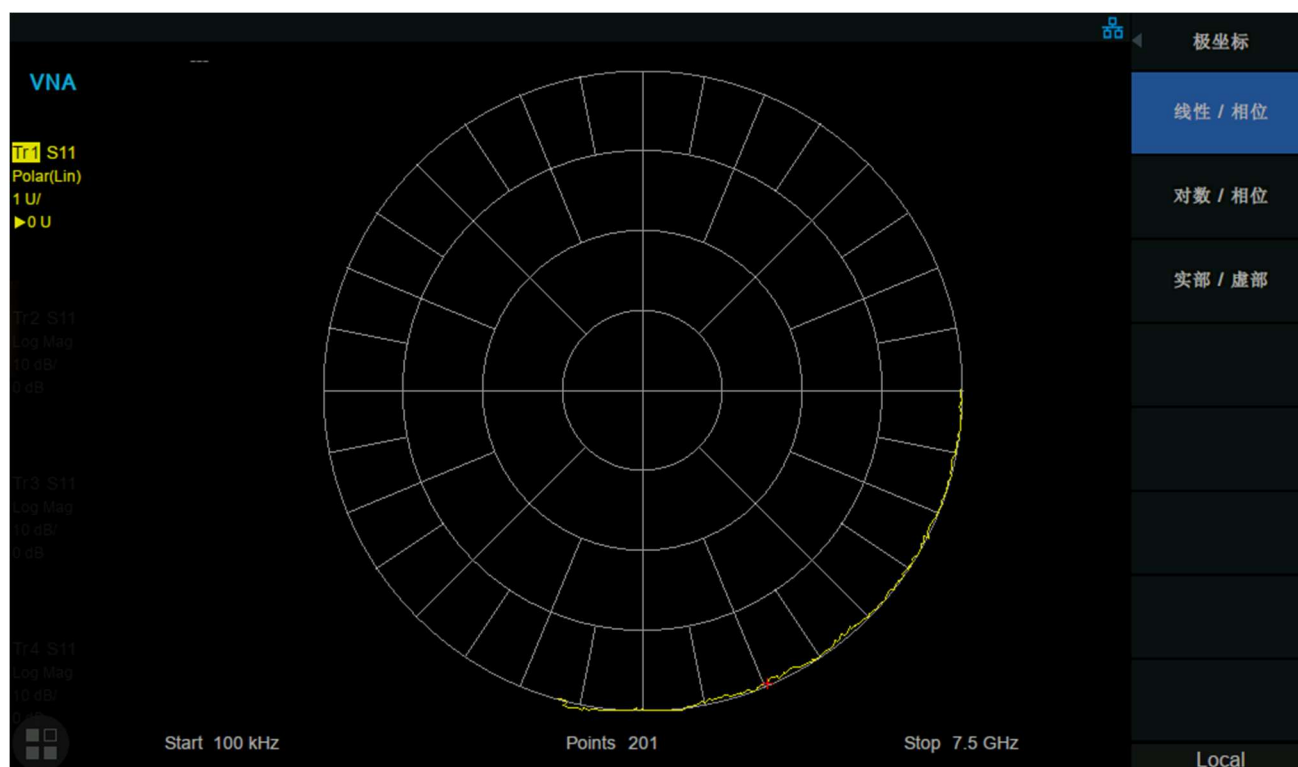 ---
极坐标
VNA
线性 / 相位
Tr1 S11
Polar(Lin)
1 U/
▶0 U
对数 / 相位
实部 / 虚部
Tr2 S11
Log Mag
10 dB/
0 dB
Tr3 S11
Log Mag
10 dB/
0 dB
Tr4 S11
Log Mag
10 dB/
Start 100 kHz
Points 201
Stop 7.5 GHz
Local